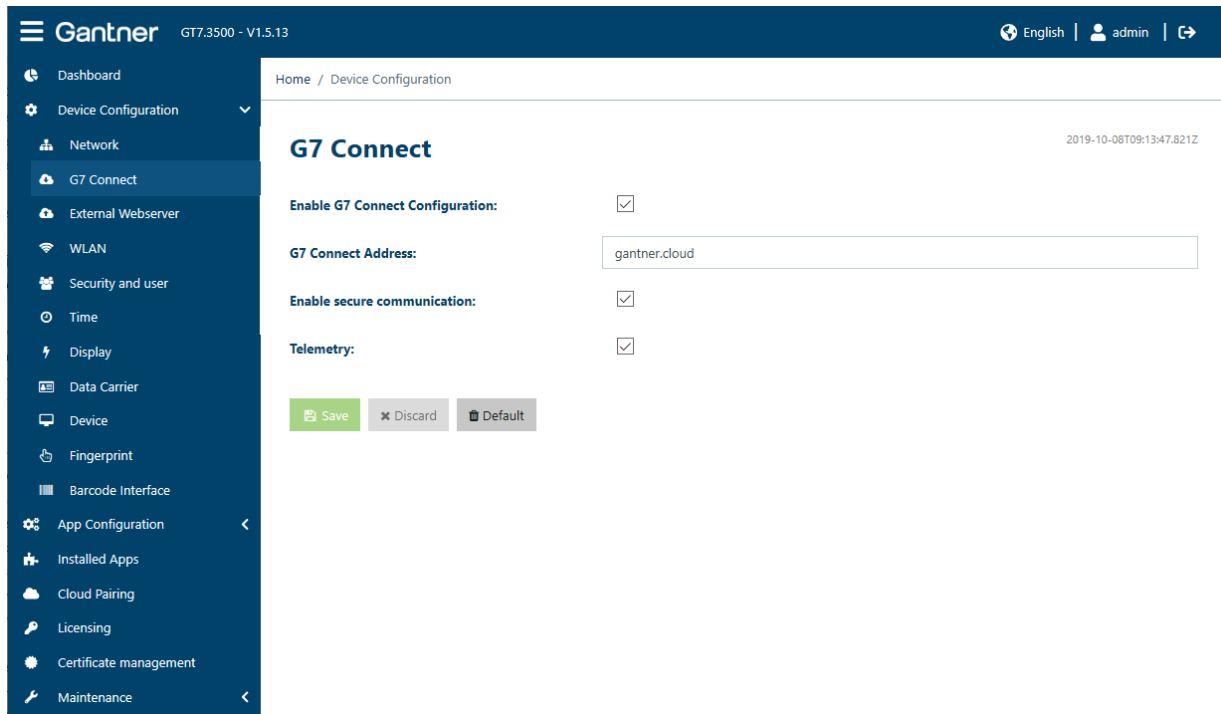 Gantner GT7.3500 - V1.5.13
English | admin |
Dashboard
Device Configuration
Network
G7 Connect
External Webserver
WLAN
Security and user
Time
Display
Data Carrier
Device
Fingerprint
Barcode Interface
App Configuration
Installed Apps
Cloud Pairing
Licensing
Certificate management
Maintenance
Home / Device Configuration
G7 Connect
2019-10-08T09:13:47.821Z
Enable G7 Connect Configuration:
G7 Connect Address: gantner.cloud
Enable secure communication:
Telemetry:
Save Discard Default